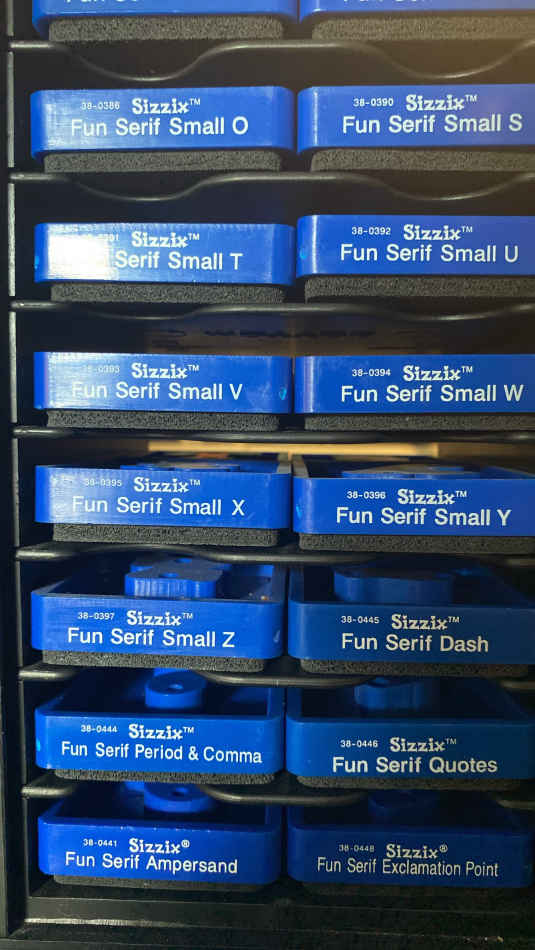 Fun
38-0386 Sizzix™
Fun Serif Small O
38-0390 Sizzix™
Fun Serif Small S
Sizzix™
Serif Small T
38-0392 Sizzix™
Fun Serif Small U
38-0393 Sizzix™
Fun Serif Small V
38-0394 Sizzix™
Fun Serif Small W
38-0395 Sizzix™
Fun Serif Small X
38-0396 Sizzix™
Fun Serif Small Y
38-0397 Sizzix™
Fun Serif Small Z
38-0445 Sizzix™
Fun Serif Dash
38-0444 Sizzix™
Fun Serif Period & Comma
38-0446 Sizzix™
Fun Serif Quotes
38-0441 Sizzix®
Fun Serif Ampersand
38-0448 Sizzix®
Fun Serif Exclamation Point